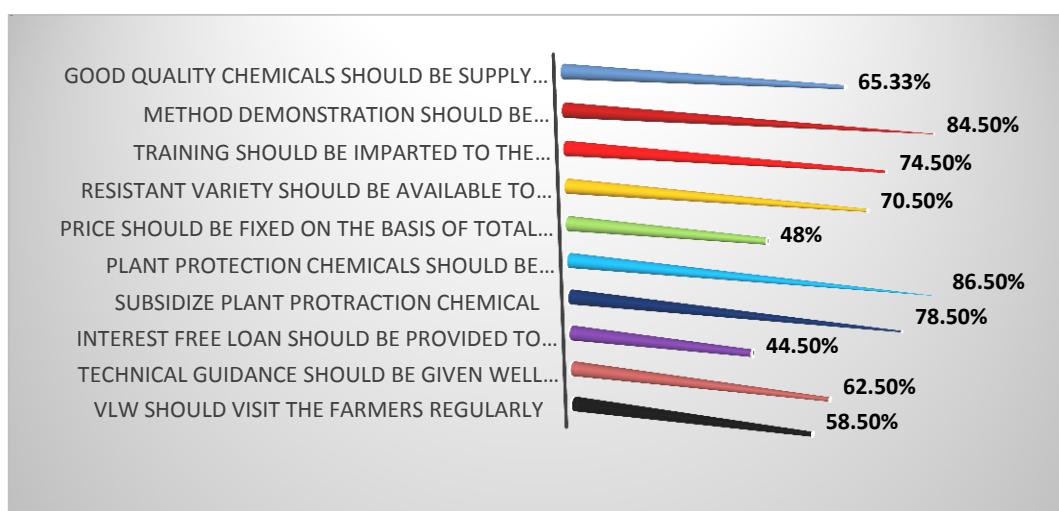 GOOD QUALITY CHEMICALS SHOULD BE SUPPLY... 65.33%
METHOD DEMONSTRATION SHOULD BE... 84.50%
TRAINING SHOULD BE IMPARTED TO THE... 74.50%
RESISTANT VARIETY SHOULD BE AVAILABLE TO... 70.50%
PRICE SHOULD BE FIXED ON THE BASIS OF TOTAL... 48%
PLANT PROTECTION CHEMICALS SHOULD BE... 86.50%
SUBSIDIZE PLANT PROTRACTION CHEMICAL 78.50%
INTEREST FREE LOAN SHOULD BE PROVIDED TO... 44.50%
TECHNICAL GUIDANCE SHOULD BE GIVEN WELL... 62.50%
VLW SHOULD VISIT THE FARMERS REGULARLY 58.50%